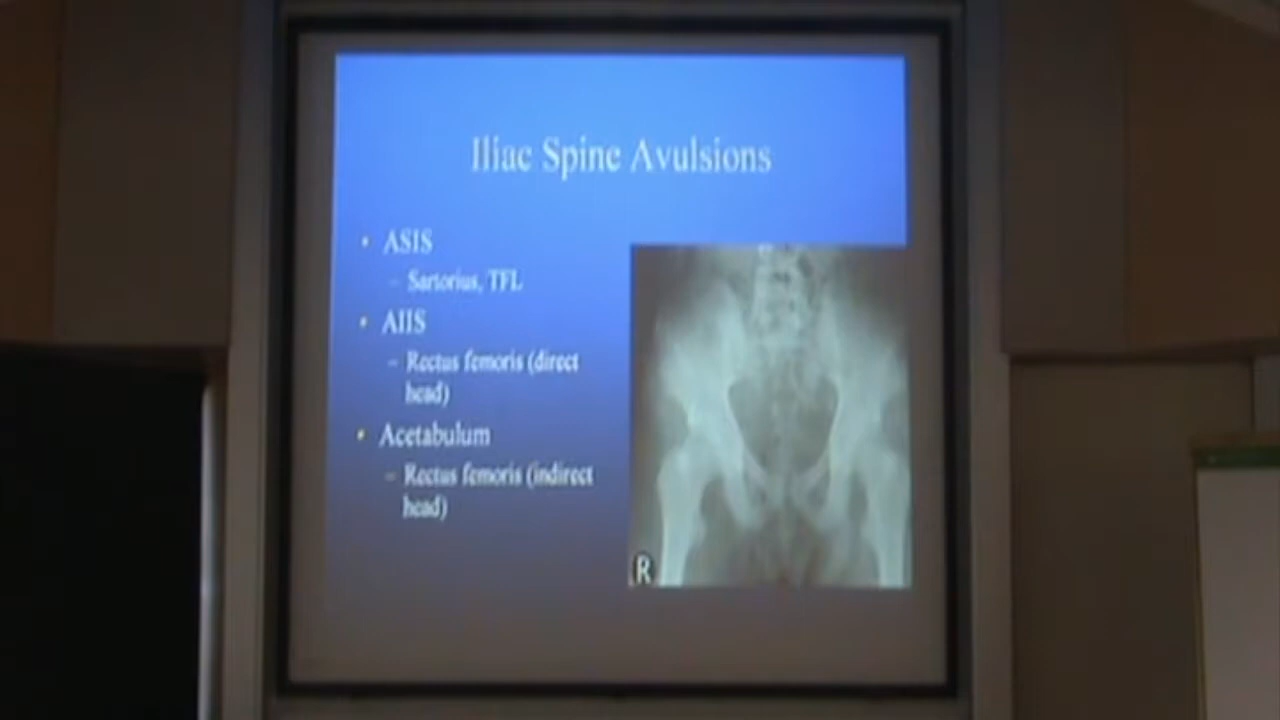 Iliac Spine Avulsions
• ASIS
– Sartorius, TFL
• AIIS
– Rectus femoris (direct
head)
• Acetabulum
– Rectus femoris (indirect
head)
R